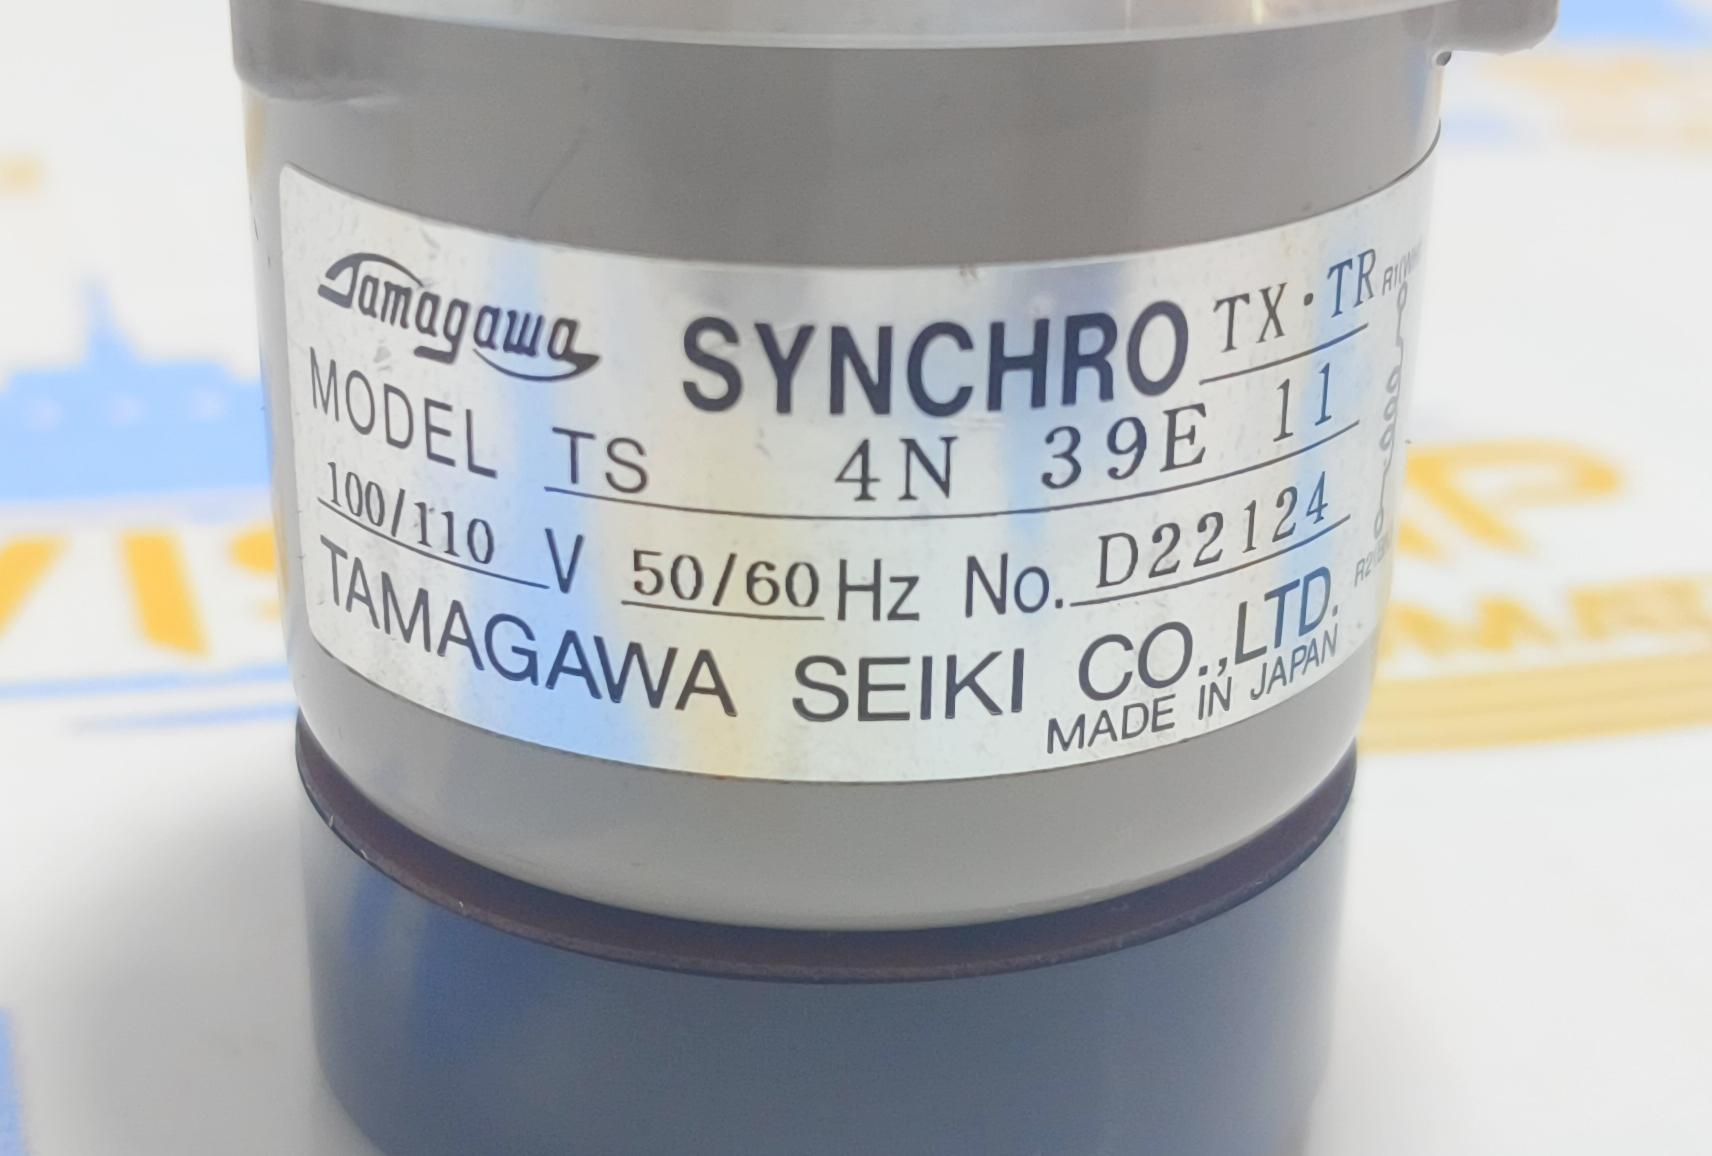 Tamagawa SYNCHRO TX・TR
MODEL TS 4N 39E 11
100/110 V 50/60 Hz No. D22124
TAMAGAWA SEIKI CO.,LTD.
MADE IN JAPAN